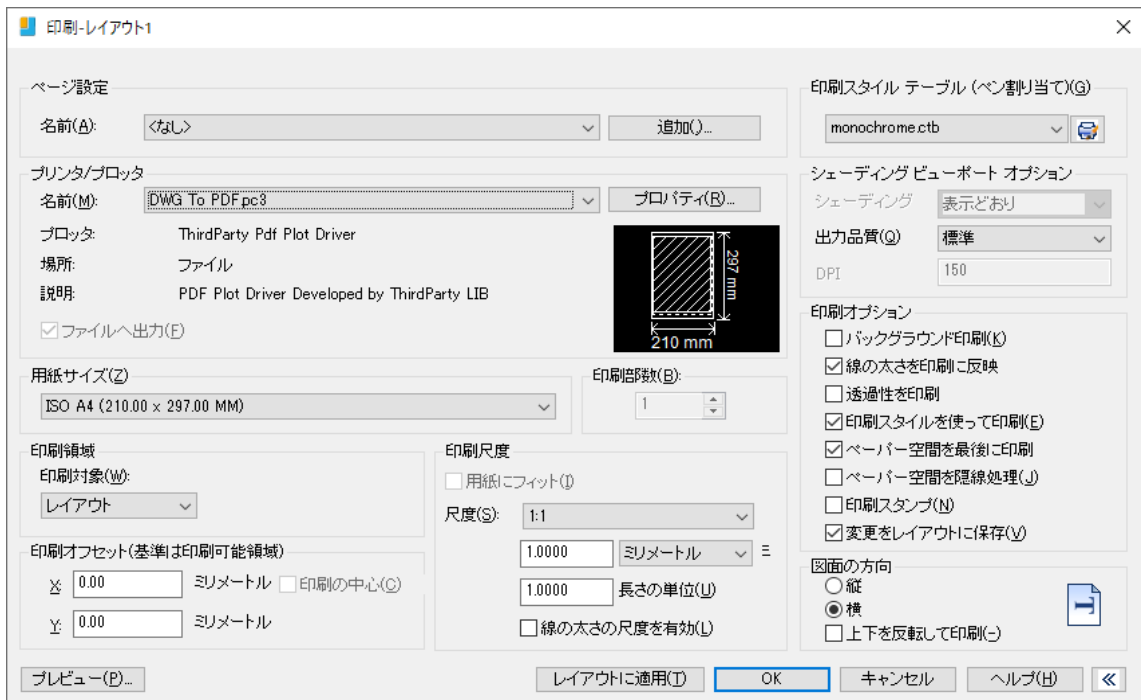 印刷-レイアウト1
ページ設定
名前(A):
<なし>
追加()...
プリンタ/プロッタ
名前(M):
DWG To PDF.pc3
プロパティ(R)...
プロッタ:
ThirdParty Pdf Plot Driver
場所:
ファイル
説明:
PDF Plot Driver Developed by ThirdParty LIB
ファイルへ出力(F)
297 mm
210 mm
用紙サイズ(Z)
ISO A4 (210.00 x 297.00 MM)
印刷部数(B):
1
印刷領域
印刷対象(W):
レイアウト
印刷オフセット(基準は印刷可能領域)
X:
0.00
ミリメートル
印刷の中心(C)
Y:
0.00
ミリメートル
印刷尺度
用紙にフィット(I)
尺度(S):
1:1
1.0000
ミリメートル
1.0000
長さの単位(U)
線の太さの尺度を有効(L)
印刷スタイル テーブル (ペン割り当て)(G)
monochrome.ctb
シェーディング ビューポート オプション
シェーディング
表示どおり
出力品質(Q)
標準
DPI
150
印刷オプション
バックグラウンド印刷(K)
線の太さを印刷に反映
透過性を印刷
印刷スタイルを使って印刷(E)
ペーパー空間を最後に印刷
ペーパー空間を隠線処理(J)
印刷スタンプ(N)
変更をレイアウトに保存(V)
図面の方向
縦
横
上下を反転して印刷(-)
プレビュー(P)...
レイアウトに適用(T)
OK
キャンセル
ヘルプ(H)